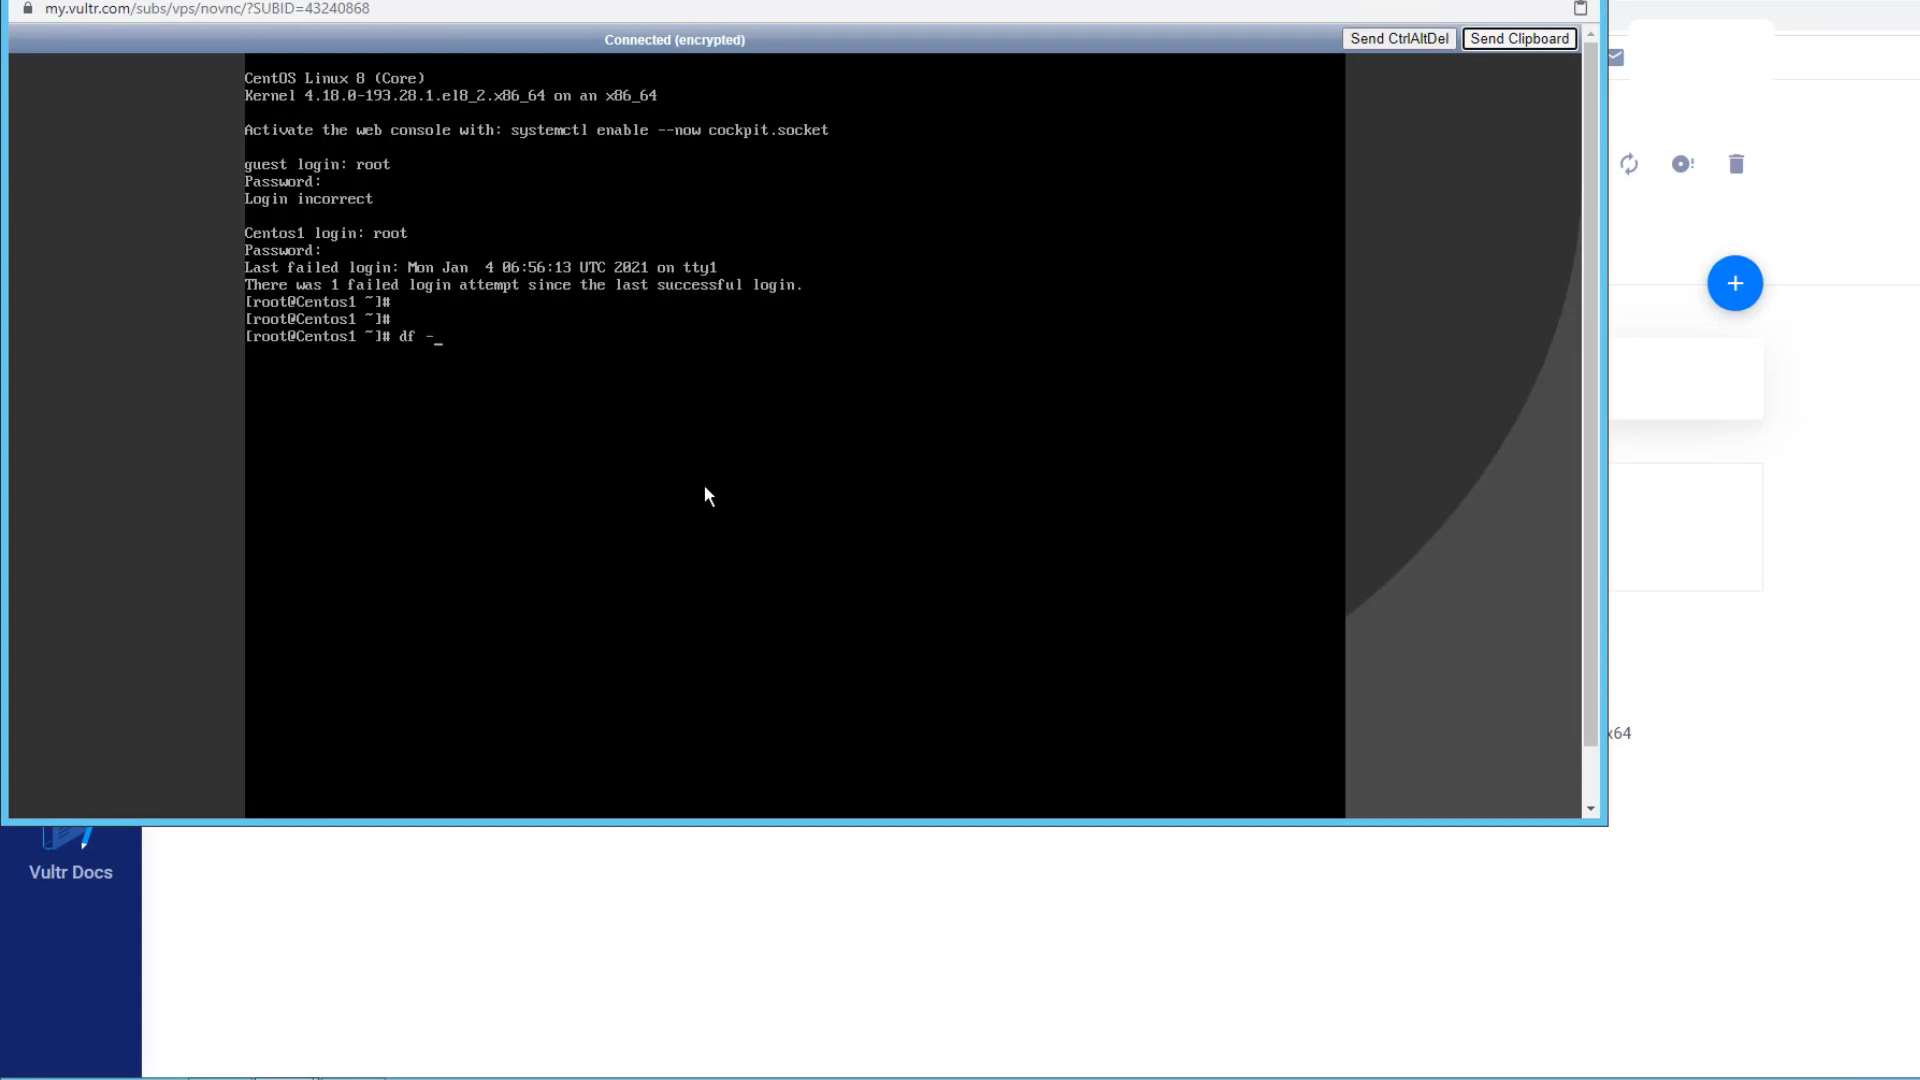 my.vultr.com/subs/vps/novnc/?SUBID=43240868
Connected (encrypted)
Send CtrlAltDel
Send Clipboard
CentOS Linux 8 (Core)
Kernel 4.18.0-193.28.1.el8_2.x86_64 on an x86_64
Activate the web console with: systemctl enable --now cockpit.socket
guest login: root
Password:
Login incorrect
Centos1 login: root
Password:
Last failed login: Mon Jan  4 06:56:13 UTC 2021 on tty1
There was 1 failed login attempt since the last successful login.
[root@Centos1 ~]#
[root@Centos1 ~]#
[root@Centos1 ~]# df -_
x64
Vultr Docs